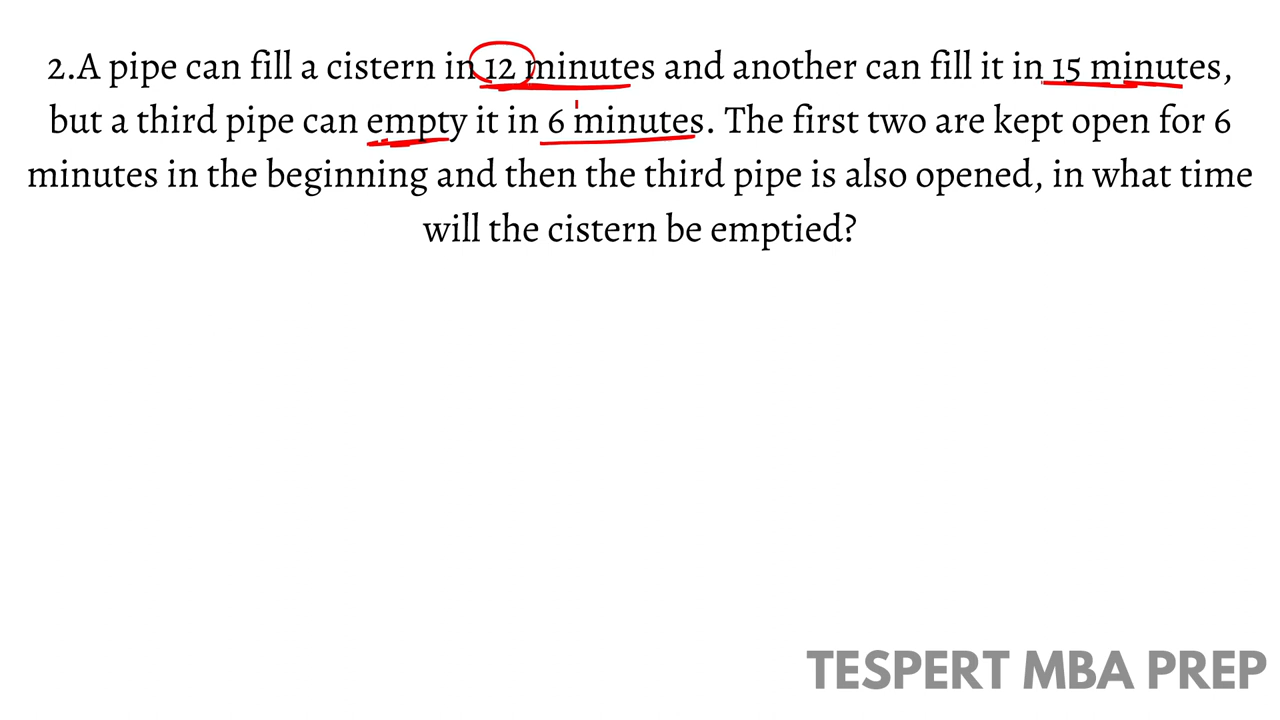 2.A pipe can fill a cistern in 12 minutes and another can fill it in 15 minutes,
but a third pipe can empty it in 6 minutes. The first two are kept open for 6
minutes in the beginning and then the third pipe is also opened, in what time
will the cistern be emptied?
TESPERT MBA PREP